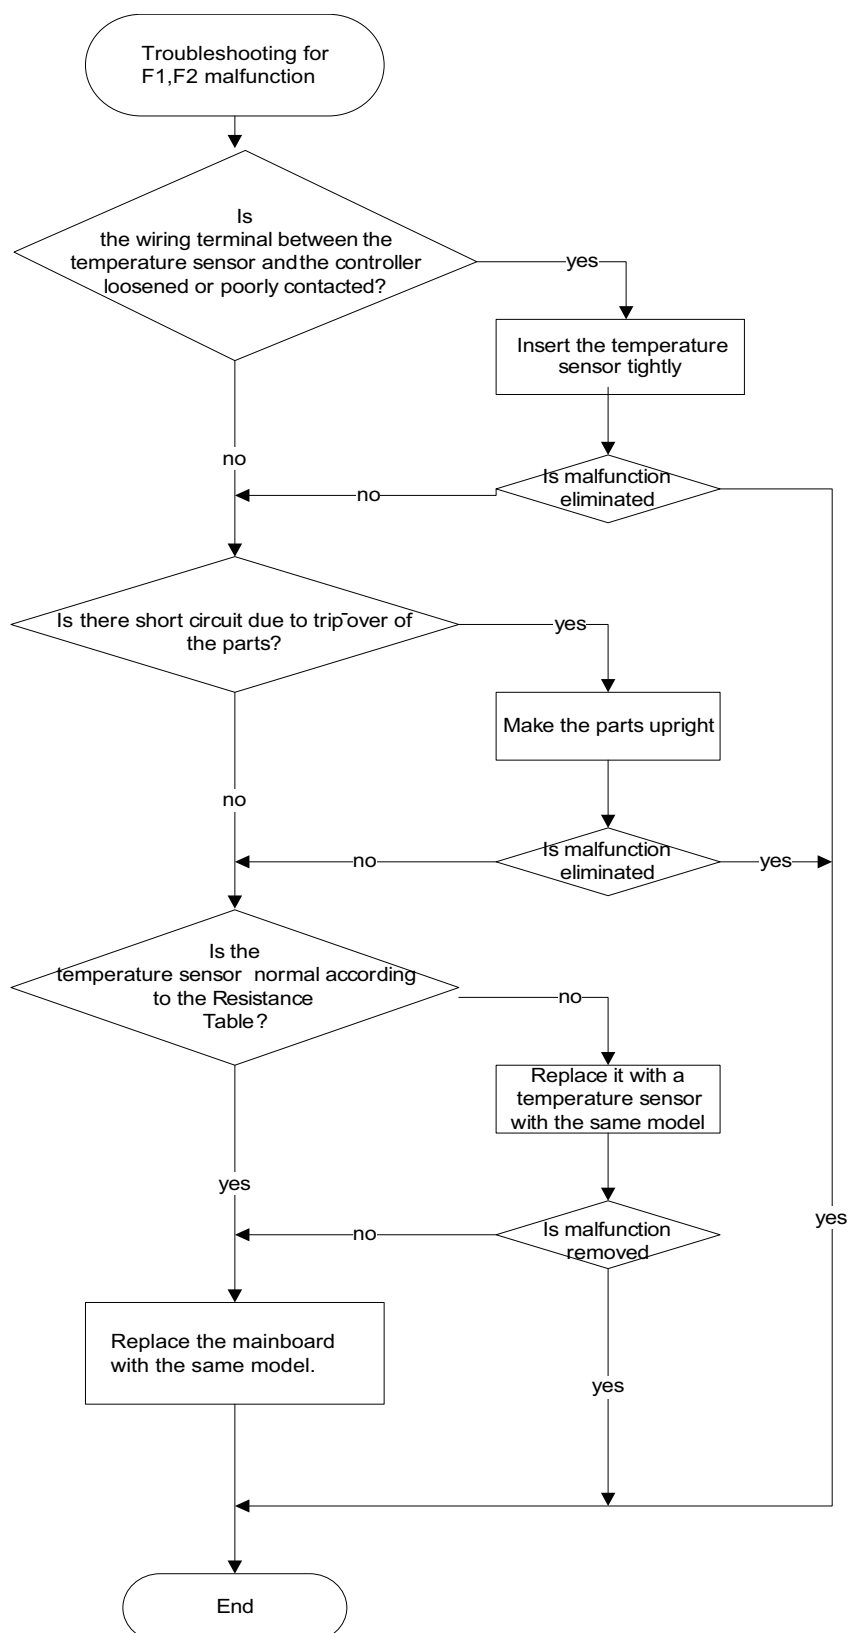 Troubleshooting for
F1,F2 malfunction
Is
the wiring terminal between the
temperature sensor and the controller
loosened or poorly contacted?
yes
Insert the temperature
sensor tightly
no
no
Is malfunction
eliminated
Is there short circuit due to trip-over of
the parts?
yes
Make the parts upright
no
no
Is malfunction
eliminated
yes
Is the
temperature sensor normal according
to the Resistance
Table?
no
Replace it with a
temperature sensor
with the same model
yes
no
Is malfunction
removed
yes
Replace the mainboard
with the same model.
yes
End